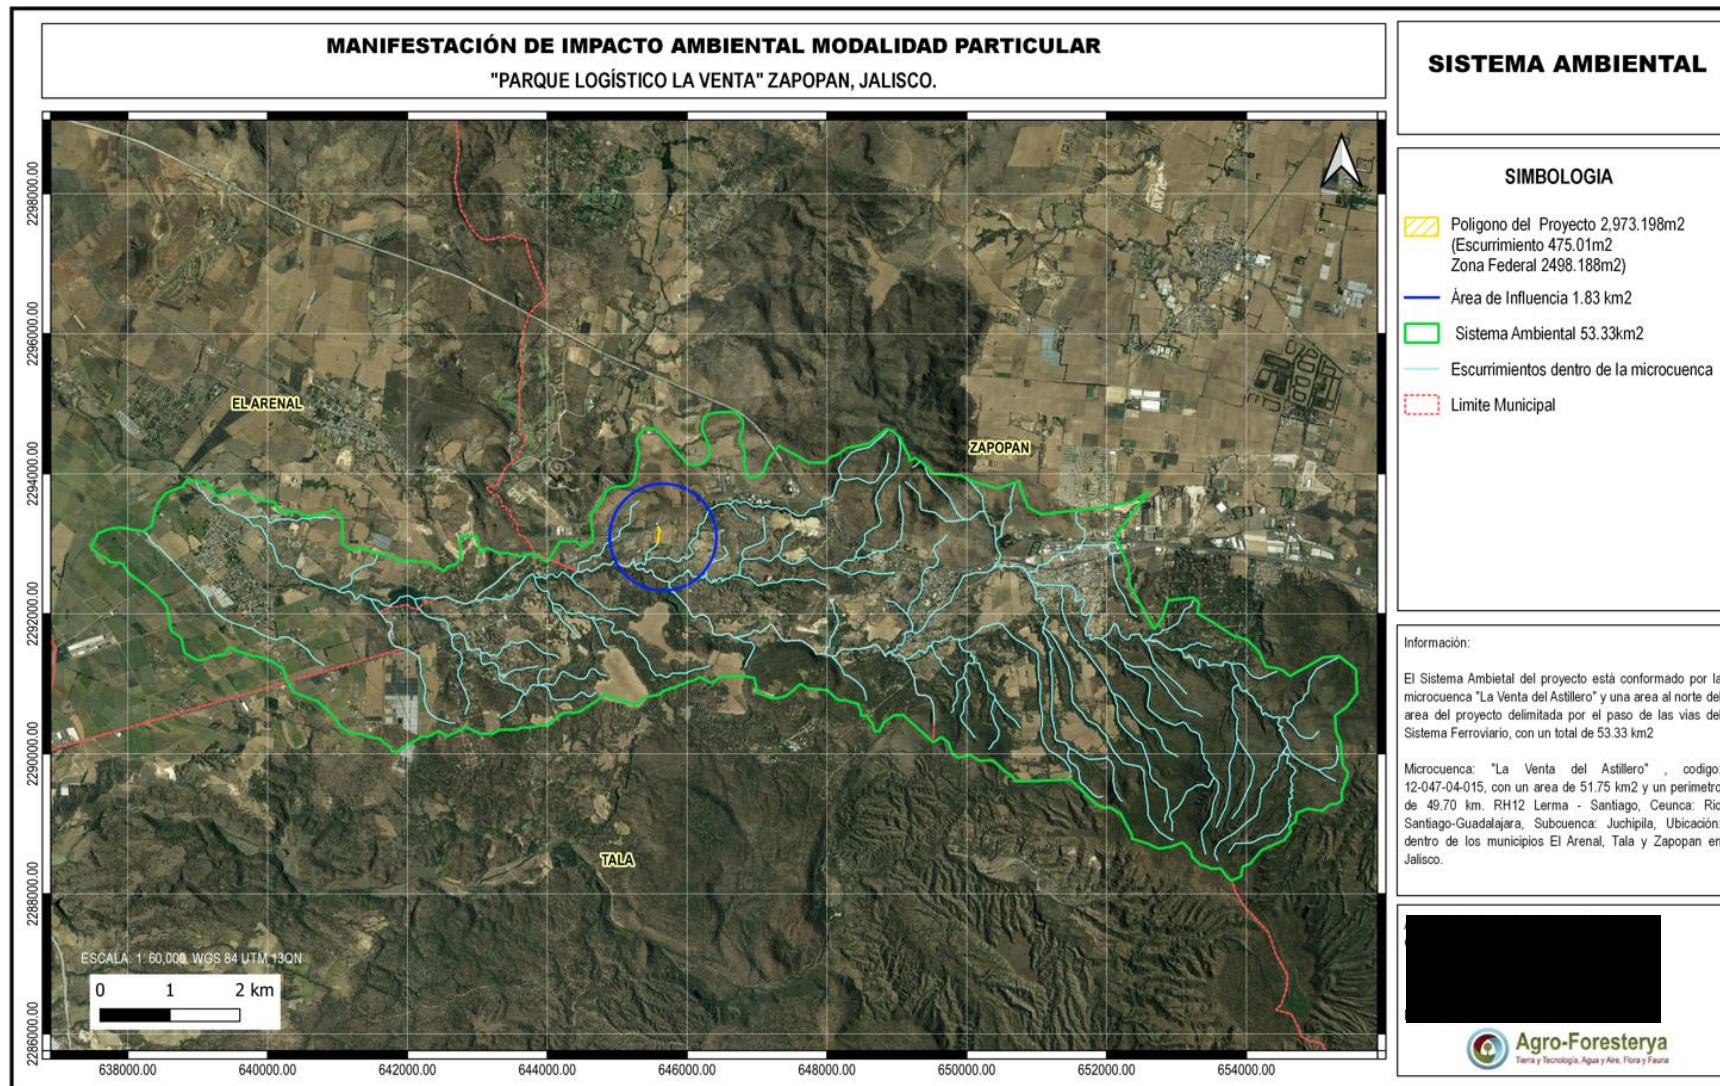 MANIFESTACIÓN DE IMPACTO AMBIENTAL MODALIDAD PARTICULAR
"PARQUE LOGÍSTICO LA VENTA" ZAPOPAN, JALISCO.
SISTEMA AMBIENTAL
SIMBOLOGIA
Poligono del Proyecto 2,973.198m2
(Escurrimiento 475.01m2
Zona Federal 2498.188m2)
Área de Influencia 1.83 km2
Sistema Ambiental 53.33km2
Escurrimientos dentro de la microcuenca
Limite Municipal
Información:
El Sistema Ambietal del proyecto está conformado por la
microcuenca "La Venta del Astillero" y una area al norte del
area del proyecto delimitada por el paso de las vias del
Sistema Ferroviario, con un total de 53.33 km2
Microcuenca: "La Venta del Astillero" , codigo:
12-047-04-015, con un area de 51.75 km2 y un perimetro
de 49.70 km. RH12 Lerma - Santiago, Ceunca: Rio
Santiago-Guadalajara, Subcuenca: Juchipila, Ubicación:
dentro de los municipios El Arenal, Tala y Zapopan en
Jalisco.
Agro-Foresterya
Tierra y Tecnología, Agua y Aire, Flora y Fauna
2298000.00
2296000.00
2294000.00
2292000.00
2290000.00
2288000.00
2286000.00
EL ARENAL
ZAPOPAN
TALA
ESCALA: 1: 60,000. WGS 84 UTM 13QN
0 1 2 km
638000.00 640000.00 642000.00 644000.00 646000.00 648000.00 650000.00 652000.00 654000.00